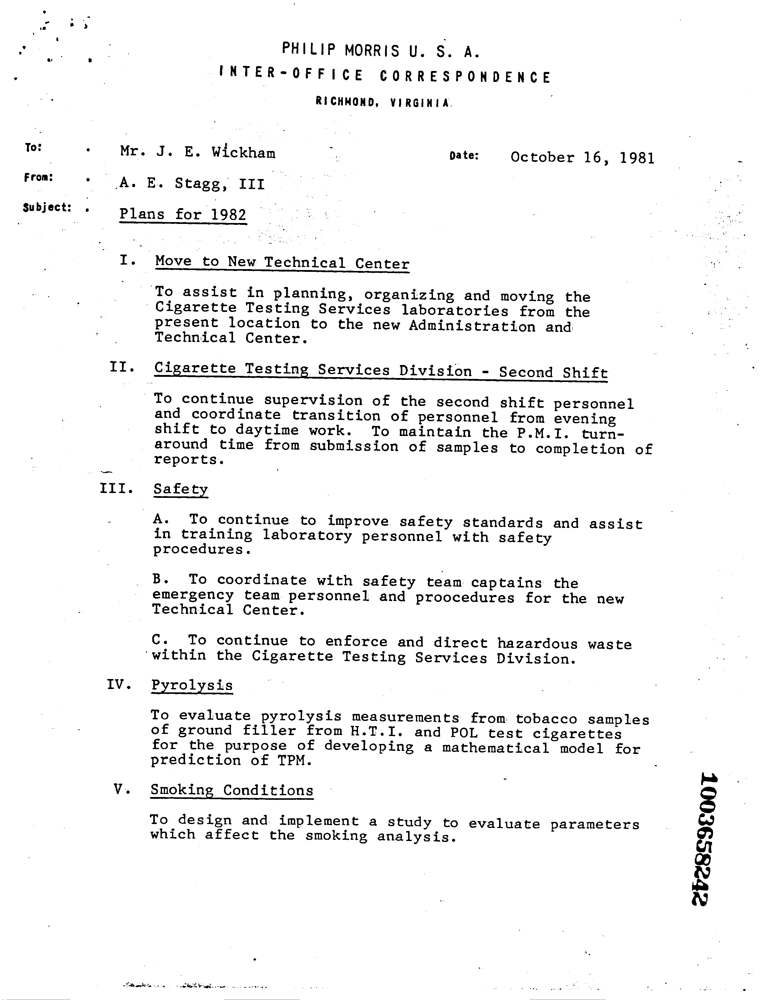 PHILIP MORRIS U. S. A.
INTER-OFFICE CORRESPONDENCE
RICHMOND, VIRGINIA
To: Mr. J. E. Wickham Date: October 16, 1981
From: A. E. Stagg, III
Subject: Plans for 1982
I. Move to New Technical Center
To assist in planning, organizing and moving the
Cigarette Testing Services laboratories from the
present location to the new Administration and
Technical Center.
II. Cigarette Testing Services Division - Second Shift
To continue supervision of the second shift personnel
and coordinate transition of personnel from evening
shift to daytime work. To maintain the P.M.I. turn-
around time from submission of samples to completion of
reports.
III. Safety
A. To continue to improve safety standards and assist
in training laboratory personnel with safety
procedures.
B. To coordinate with safety team captains the
emergency team personnel and proocedures for the new
Technical Center.
C. To continue to enforce and direct hazardous waste
within the Cigarette Testing Services Division.
IV. Pyrolysis
To evaluate pyrolysis measurements from tobacco samples
of ground filler from H.T.I. and POL test cigarettes
for the purpose of developing a mathematical model for
prediction of TPM.
V. Smoking Conditions
To design and implement a study to evaluate parameters
which affect the smoking analysis.
1003658242